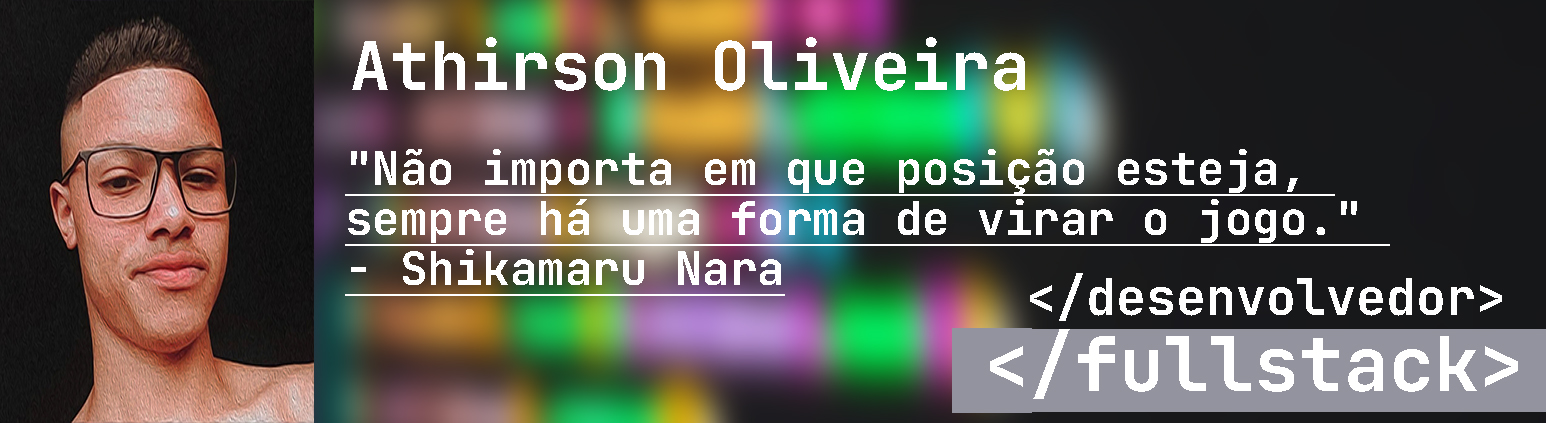 Athirson Oliveira
"Não importa em que posição esteja,
sempre há uma forma de virar o jogo."
- Shikamaru Nara
</desenvolvedor>
</fullstack>